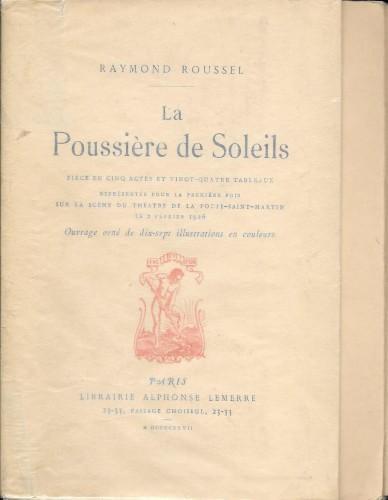 RAYMOND ROUSSEL
La
Poussière de Soleils
PIÈCE EN CINQ ACTES ET VINGT-QUATRE TABLEAUX
REPRÉSENTÉE POUR LA PREMIÈRE FOIS
SUR LA SCÈNE DU THÉATRE DE LA PORTE-SAINT-MARTIN
LE 2 FÉVRIER 1926
Ouvrage orné de dix-sept illustrations en couleurs
PARIS
LIBRAIRIE ALPHONSE LEMERRE
23-33, PASSAGE CHOISEUL, 23-33